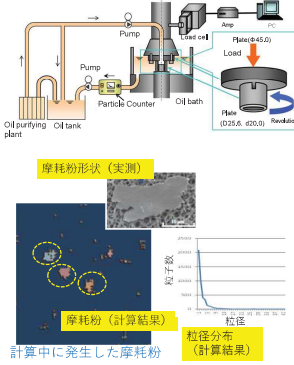 Amp
PC
Pump
Load cell
Plate(Φ45.0)
Load
Pump
Particle Counter
Oil bath
Oil purifying
plant
Oil tank
Plate
(D25.6, d20.0)
Revolution
摩耗粉形状（実測）
摩耗粉（計算結果）
計算中に発生した摩耗粉
粒子数
粒径
粒径分布
（計算結果）